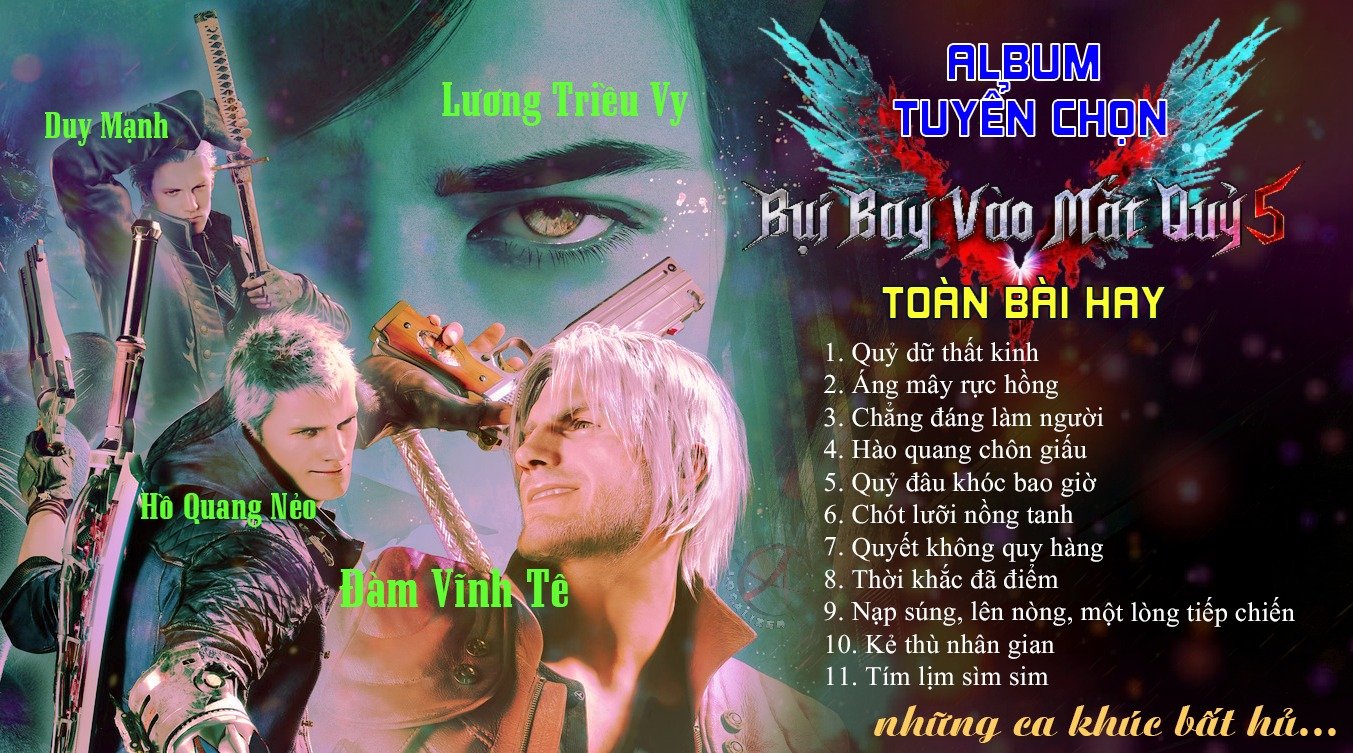 Duy Mạnh
Lương Triều Vy
Hồ Quang Nẻo
Đàm Vĩnh Tê
ALBUM
TUYỂN CHỌN
Bụi Bay Vào Mắt Quỷ 5
TOÀN BÀI HAY
1. Quỷ dữ thất kinh
2. Áng mây rực hồng
3. Chẳng đáng làm người
4. Hào quang chôn giấu
5. Quỷ đâu khóc bao giờ
6. Chót lưỡi nồng tanh
7. Quyết không quy hàng
8. Thời khắc đã điểm
9. Nạp súng, lên nòng, một lòng tiếp chiến
10. Kẻ thù nhân gian
11. Tím lịm sìm sim
những ca khúc bất hủ...